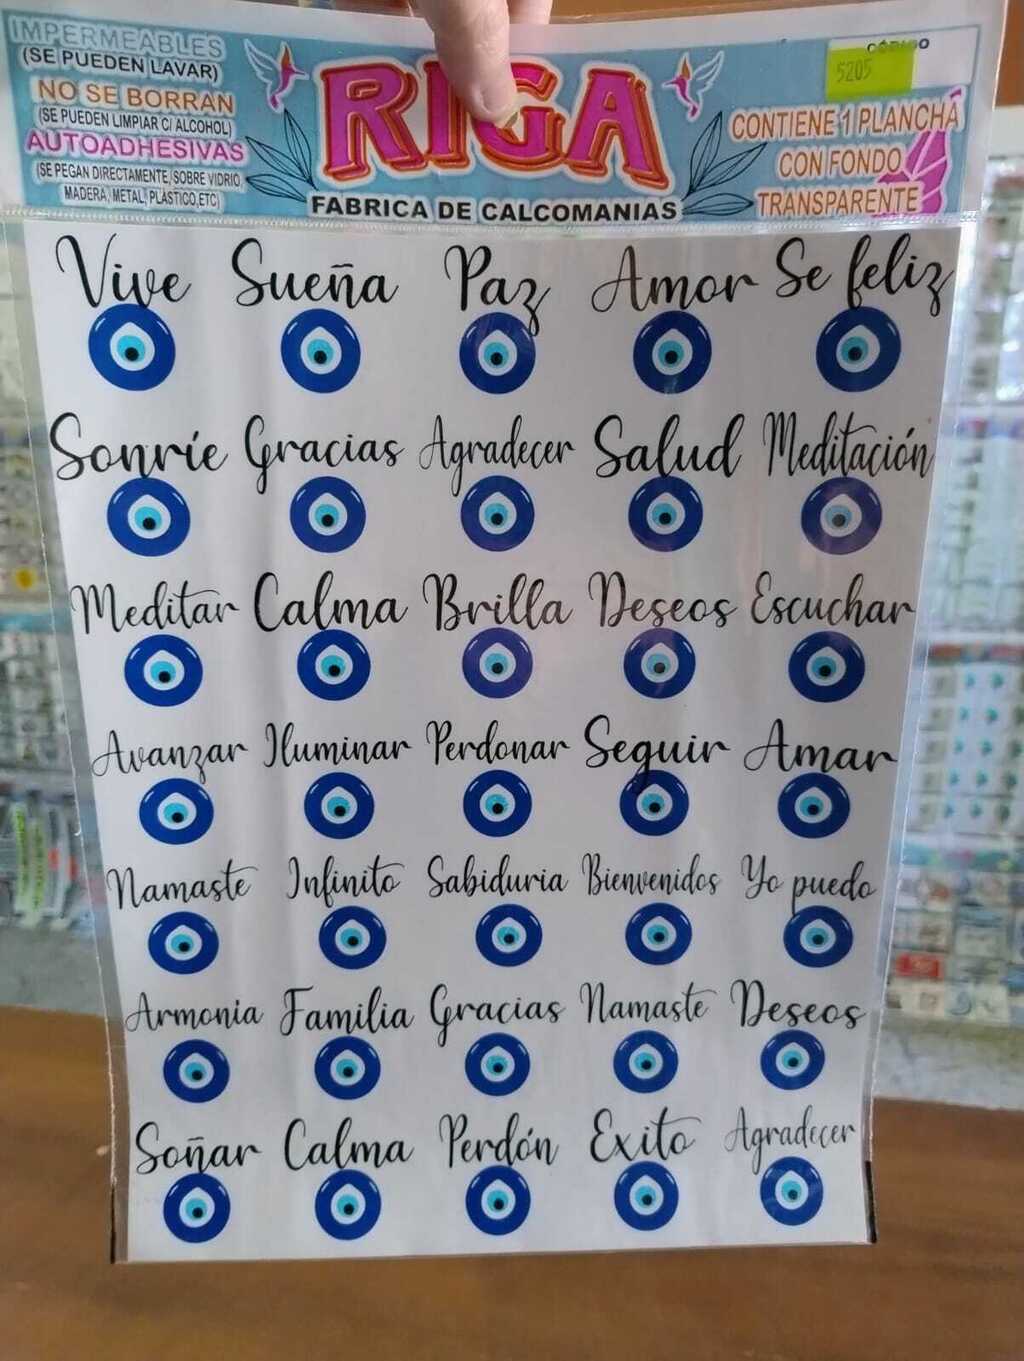 IMPERMEABLES
(SE PUEDEN LAVAR)
NO SE BORRAN
(SE PUEDEN LIMPIAR C/ ALCOHOL)
AUTOADHESIVAS
(SE PEGAN DIRECTAMENTE, SOBRE VIDRIO,
MADERA, METAL, PLÁSTICO,ETC)
RIGA
FABRICA DE CALCOMANIAS
CÓDIGO
5205
CONTIENE 1 PLANCHA
CON FONDO
TRANSPARENTE
Vive Sueña Paz Amor Se feliz
Sonríe Gracias Agradecer Salud Meditación
Meditar Calma Brilla Deseos Escuchar
Avanzar Iluminar Perdonar Seguir Amar
Namaste Infinito Sabiduria Bienvenidos Yo puedo
Armonia Familia Gracias Namaste Deseos
Soñar Calma Perdón Exito Agradecer